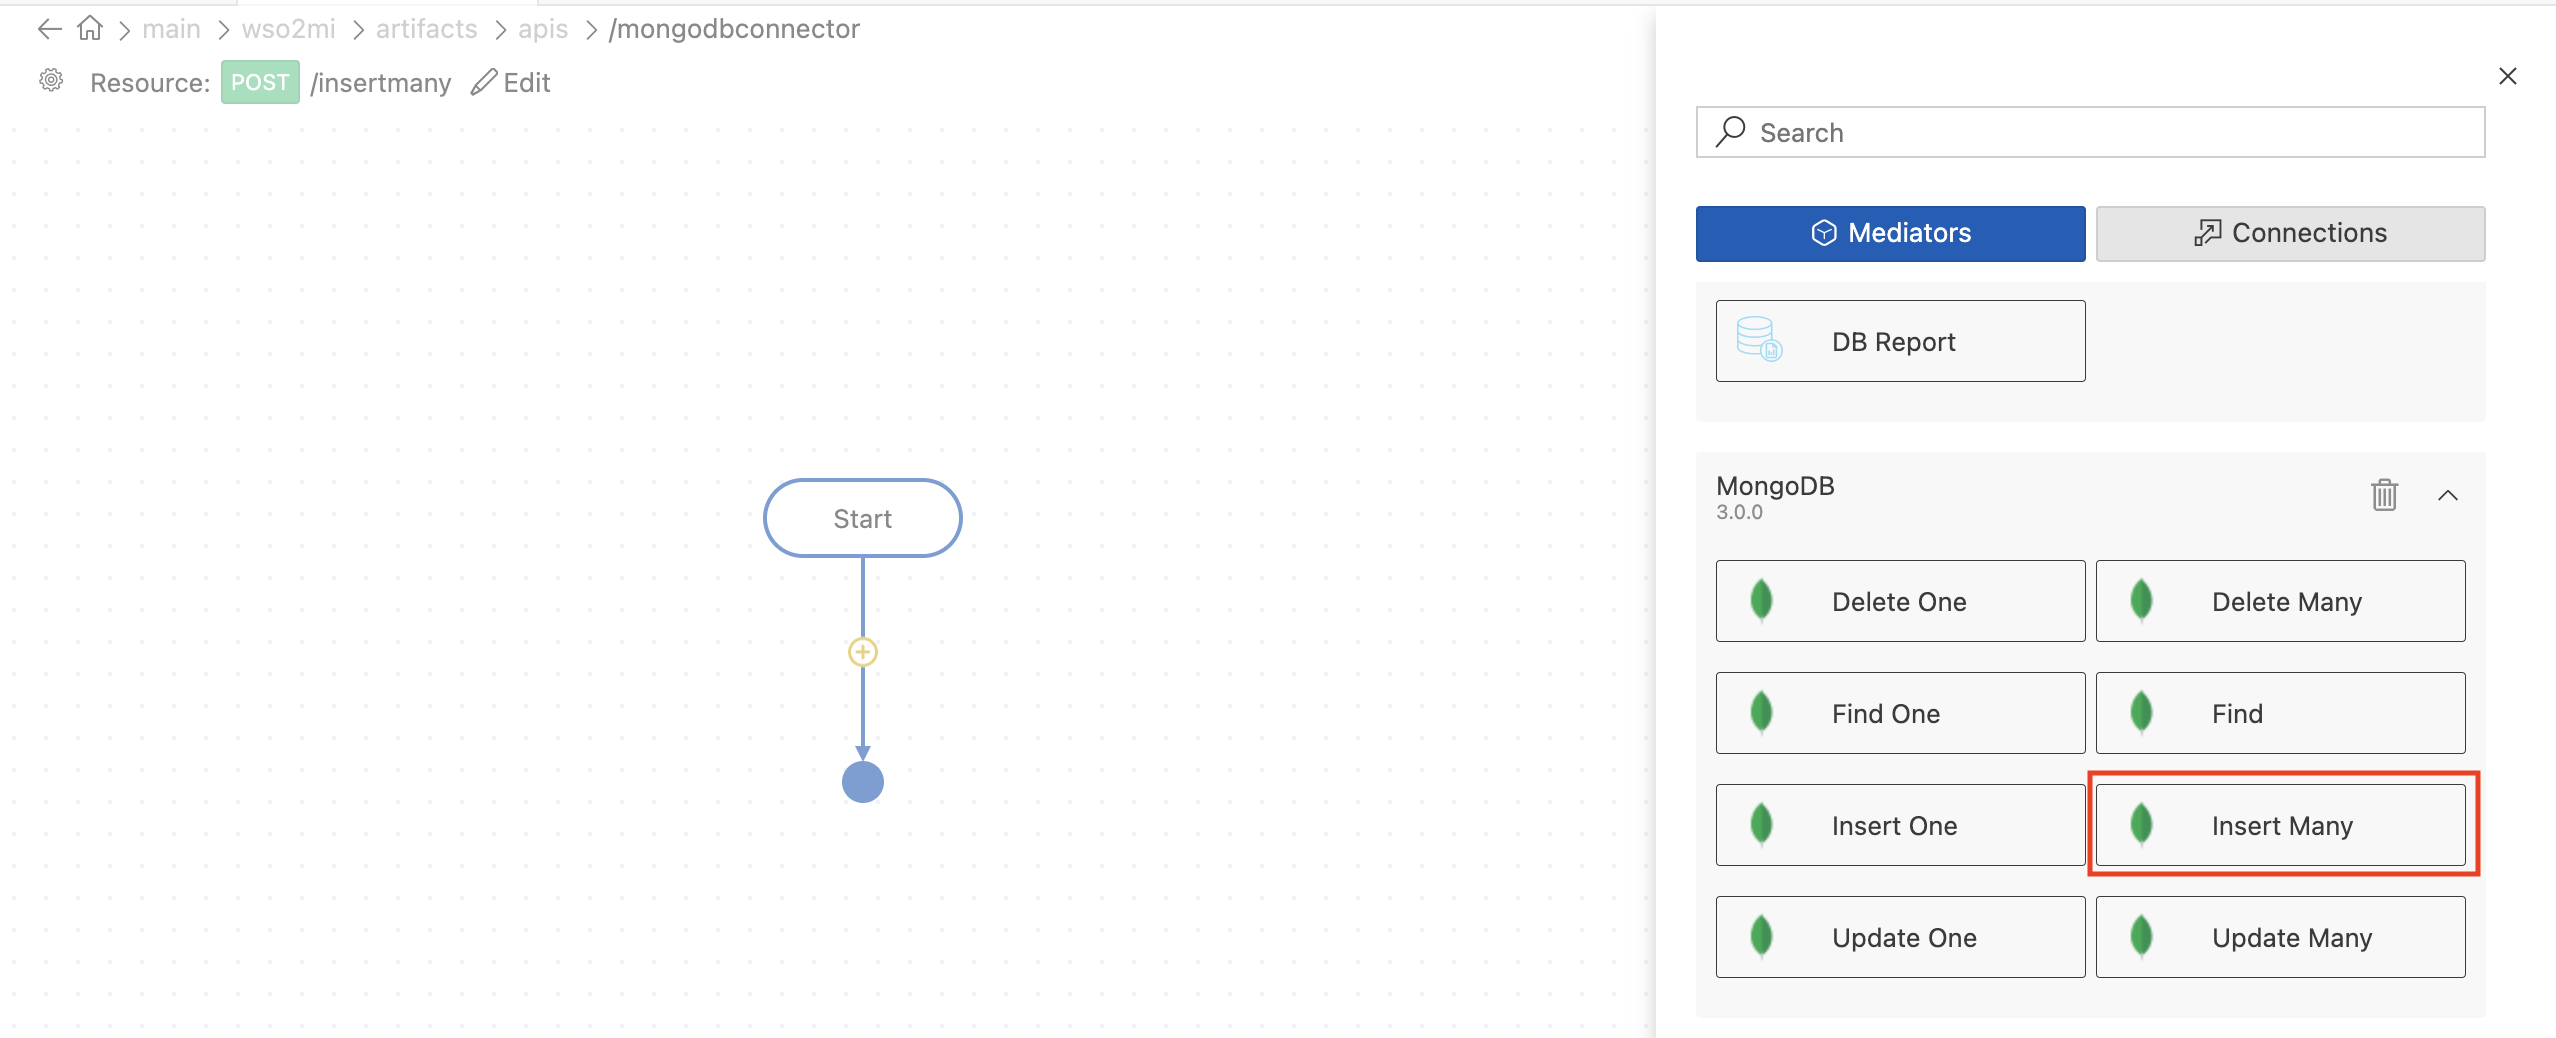 main wso2mi artifacts apis /mongodbconnector
Resource: POST /insertmany Edit
Start
Search
Mediators Connections
DB Report
MongoDB
3.0.0
Delete One Delete Many
Find One Find
Insert One Insert Many
Update One Update Many